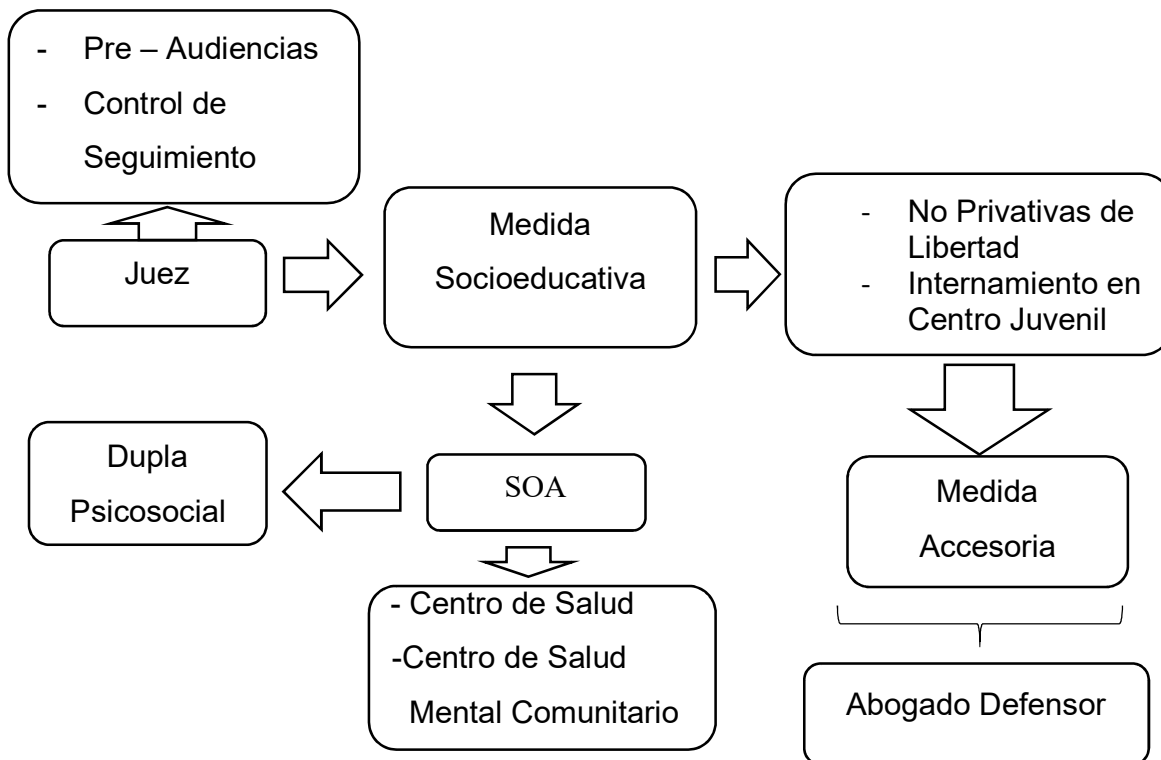 - Pre – Audiencias
- Control de
Seguimiento
Juez
Medida
Socioeducativa
- No Privativas de
Libertad
- Internamiento en
Centro Juvenil
Dupla
Psicosocial
SOA
Medida
Accesoria
- Centro de Salud
-Centro de Salud
Mental Comunitario
Abogado Defensor